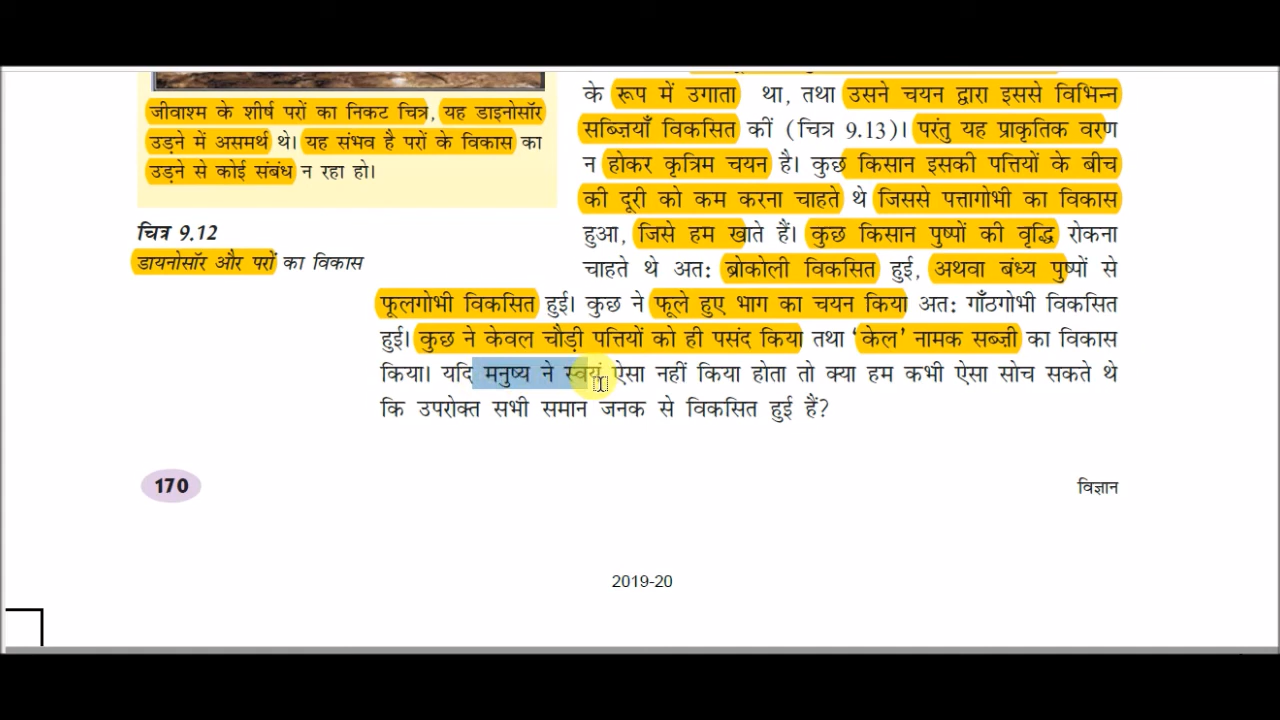 जीवाश्म के शीर्ष परों का निकट चित्र, यह डाइनोसॉर
उड़ने में असमर्थ थे। यह संभव है परों के विकास का
उड़ने से कोई संबंध न रहा हो।
चित्र 9.12
डायनोसॉर और परों का विकास
के रूप में उगाता था, तथा उसने चयन द्वारा इससे विभिन्न
सब्ज़ियाँ विकसित कीं (चित्र 9.13)। परंतु यह प्राकृतिक वरण
न होकर कृत्रिम चयन है। कुछ किसान इसकी पत्तियों के बीच
की दूरी को कम करना चाहते थे जिससे पत्तागोभी का विकास
हुआ, जिसे हम खाते हैं। कुछ किसान पुष्पों की वृद्धि रोकना
चाहते थे अत: ब्रोकोली विकसित हुई, अथवा बंध्य पुष्पों से
फूलगोभी विकसित हुई। कुछ ने फूले हुए भाग का चयन किया अत: गाँठगोभी विकसित
हुई। कुछ ने केवल चौड़ी पत्तियों को ही पसंद किया तथा ‘केल’ नामक सब्ज़ी का विकास
किया। यदि मनुष्य ने स्वयं ऐसा नहीं किया होता तो क्या हम कभी ऐसा सोच सकते थे
कि उपरोक्त सभी समान जनक से विकसित हुई हैं?
170
विज्ञान
2019-20